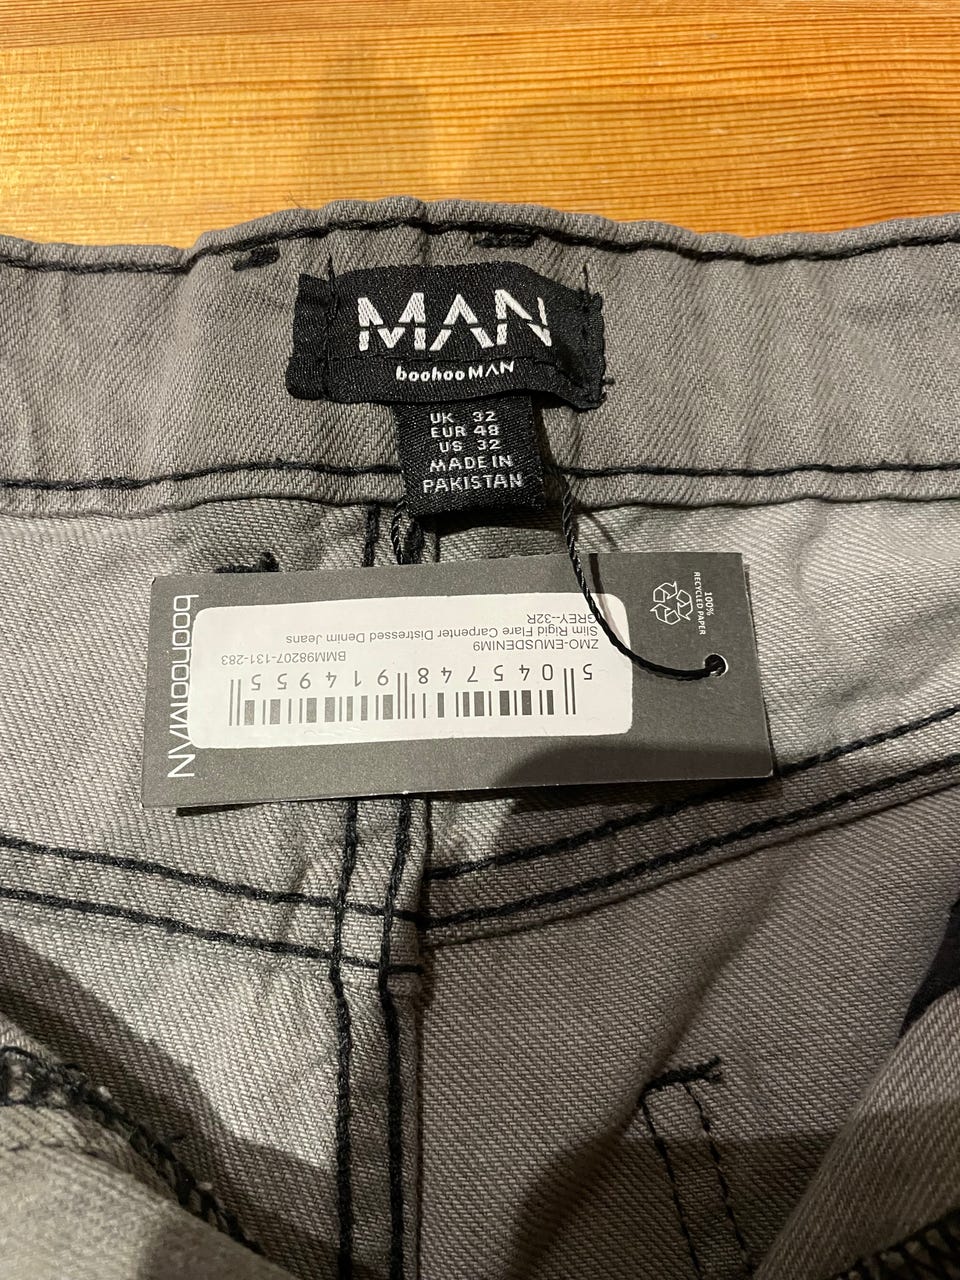 MAN
boohooMAN
UK 32
EUR 48
US 32
MADE IN
PAKISTAN
100%
RECYCLED PAPER
boohooMAN
5 045748 914955
BMM98207-131-283
ZMO-EMUSDENIM9
Slim Rigid Flare Carpenter Distressed Denim Jeans
GREY--32R